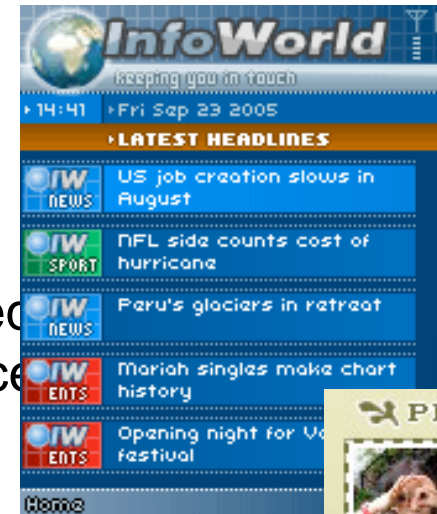 InfoWorld
keeping you in touch
14:41 Fri Sep 23 2005
LATEST HEADLINES
IW NEWS
US job creation slows in
August
IW SPORT
NFL side counts cost of
hurricane
IW NEWS
Peru's glaciers in retreat
IW ENTS
Mariah singles make chart
history
IW ENTS
Opening night for
festival
Home